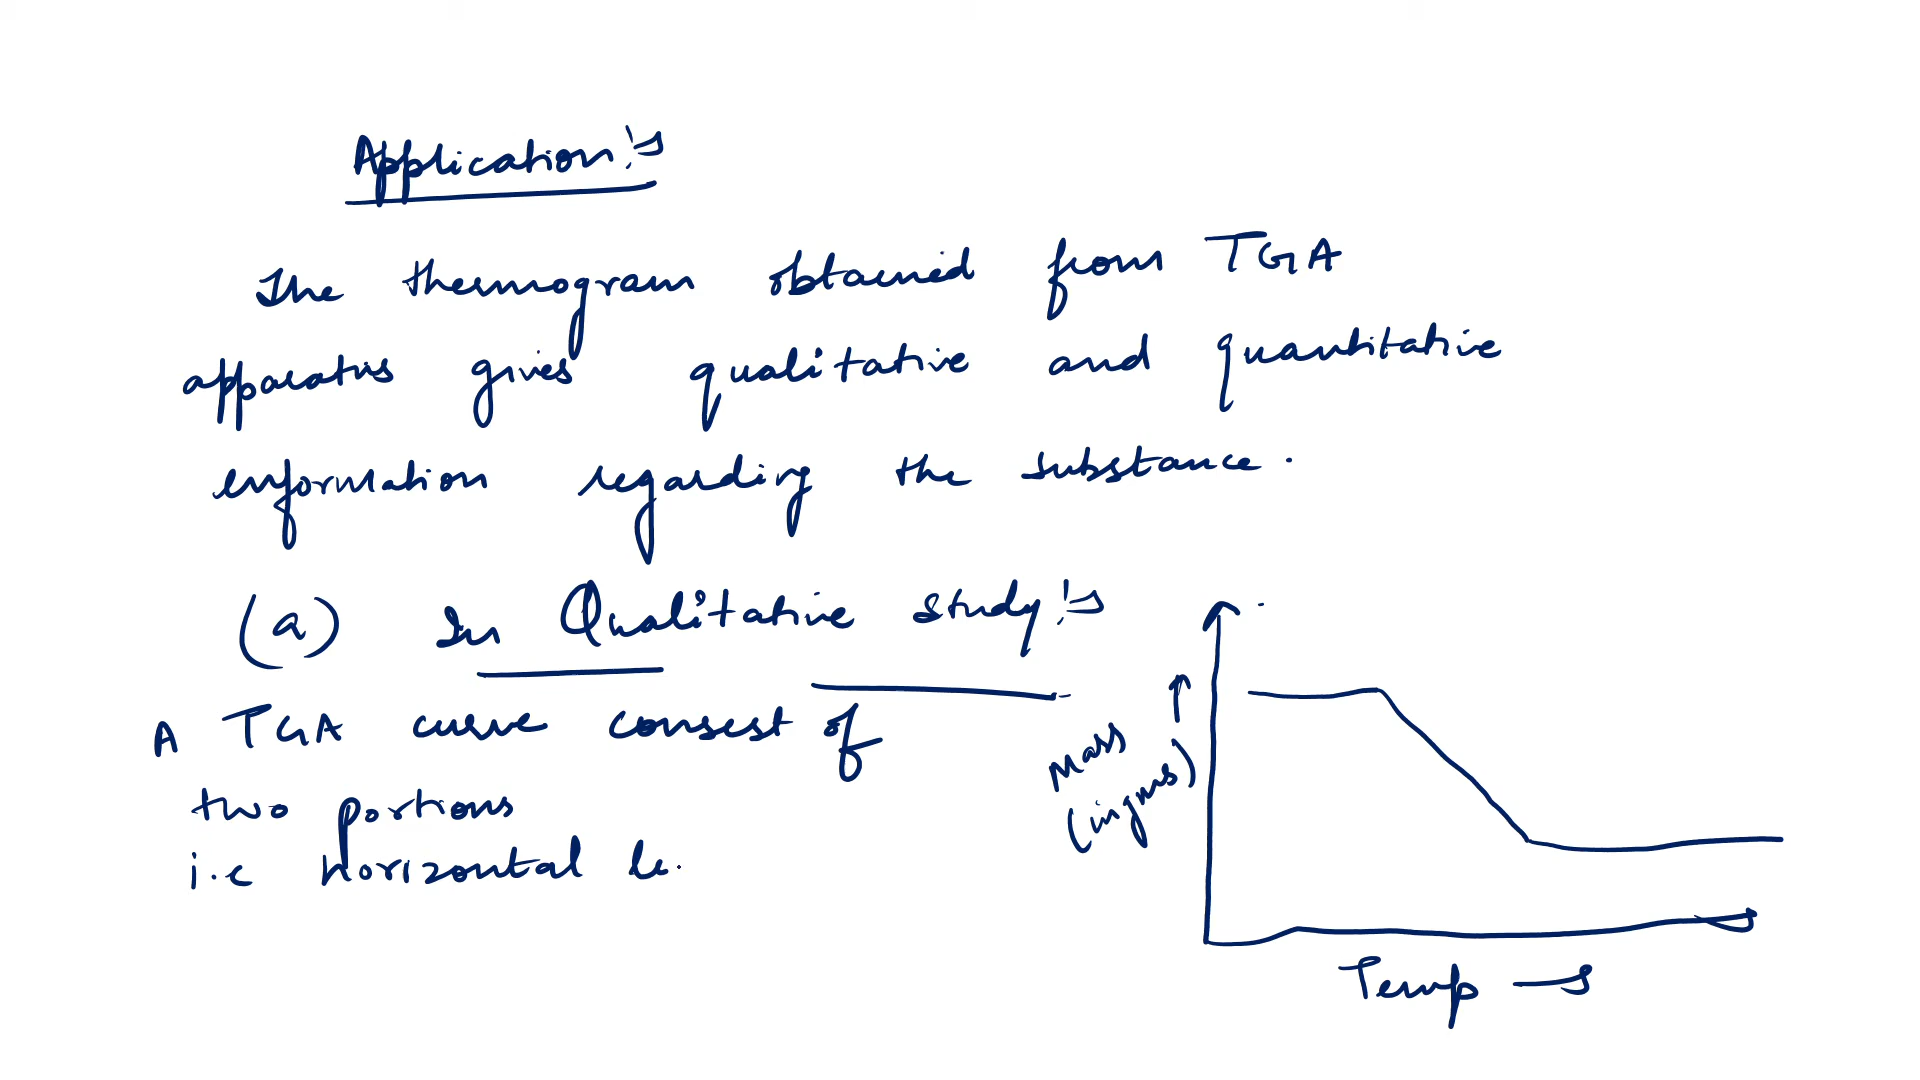 Application:-
The thermogram obtained from TGA
apparatus gives qualitative and quantitative
information regarding the substance.
(a) In Qualitative study:-
A TGA curve consist of
two portions
i.e horizontal
Mass
(in gms)
Temp →